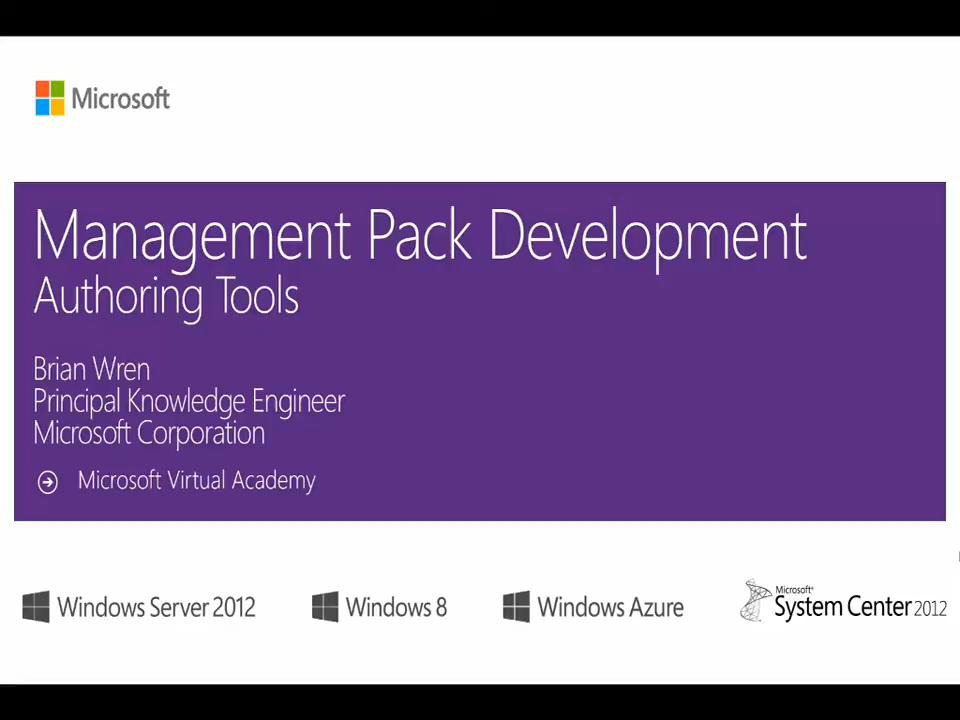 Microsoft
Management Pack Development
Authoring Tools
Brian Wren
Principal Knowledge Engineer
Microsoft Corporation
Microsoft Virtual Academy
Windows Server 2012
Windows 8
Windows Azure
Microsoft®
System Center 2012